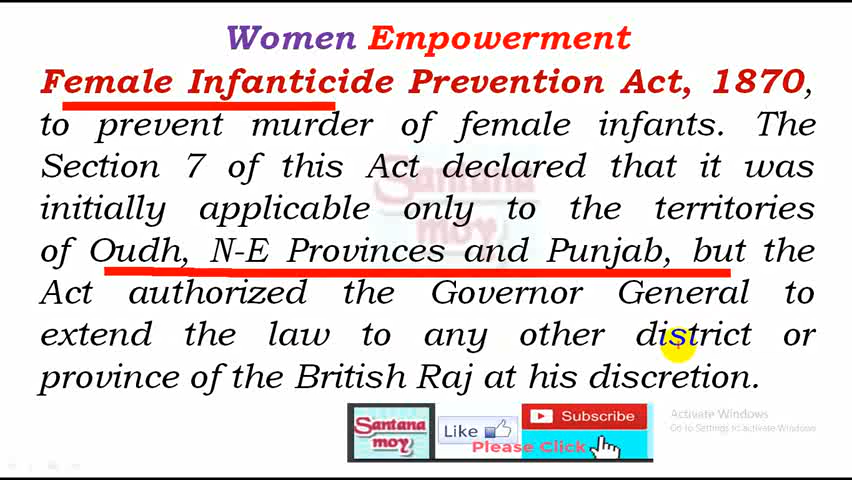 Women Empowerment
Female Infanticide Prevention Act, 1870,
to prevent murder of female infants. The
Section 7 of this Act declared that it was
initially applicable only to the territories
of Oudh, N-E Provinces and Punjab, but the
Act authorized the Governor General to
extend the law to any other district or
province of the British Raj at his discretion.
Santana
moy
Santana
moy
Like
Subscribe
Please Click
Activate Windows
Go to Settings to activate Windows